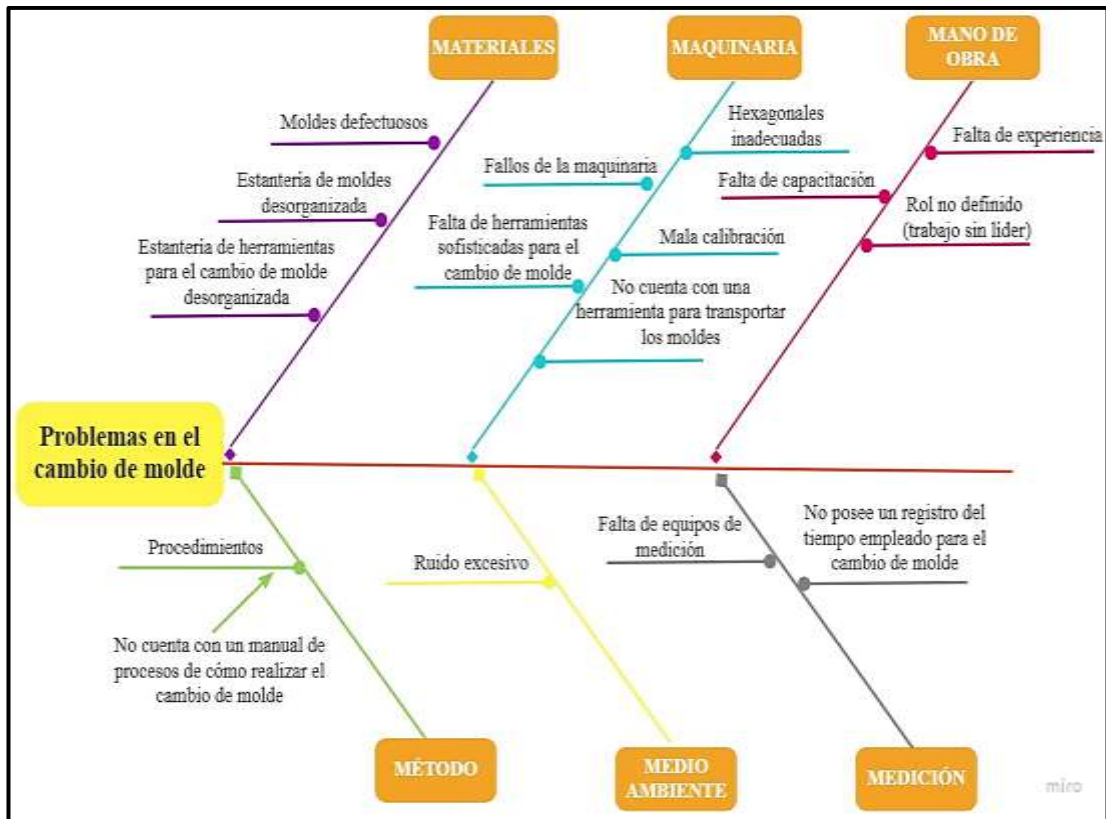 MATERIALES
MAQUINARIA
MANO DE
OBRA
Moldes defectuosos
Estantería de moldes
desorganizada
Estantería de herramientas
para el cambio de molde
desorganizada
Hexagonales
inadecuadas
Fallos de la maquinaria
Falta de herramientas
sofisticadas para el
cambio de molde
Mala calibración
No cuenta con una
herramienta para transportar
los moldes
Falta de experiencia
Falta de capacitación
Rol no definido
(trabajo sin lider)
Problemas en el
cambio de molde
Procedimientos
No cuenta con un manual de
procesos de cómo realizar el
cambio de molde
Ruido excesivo
Falta de equipos de
medición
No posee un registro del
tiempo empleado para el
cambio de molde
MÉTODO
MEDIO
AMBIENTE
MEDICIÓN
miro